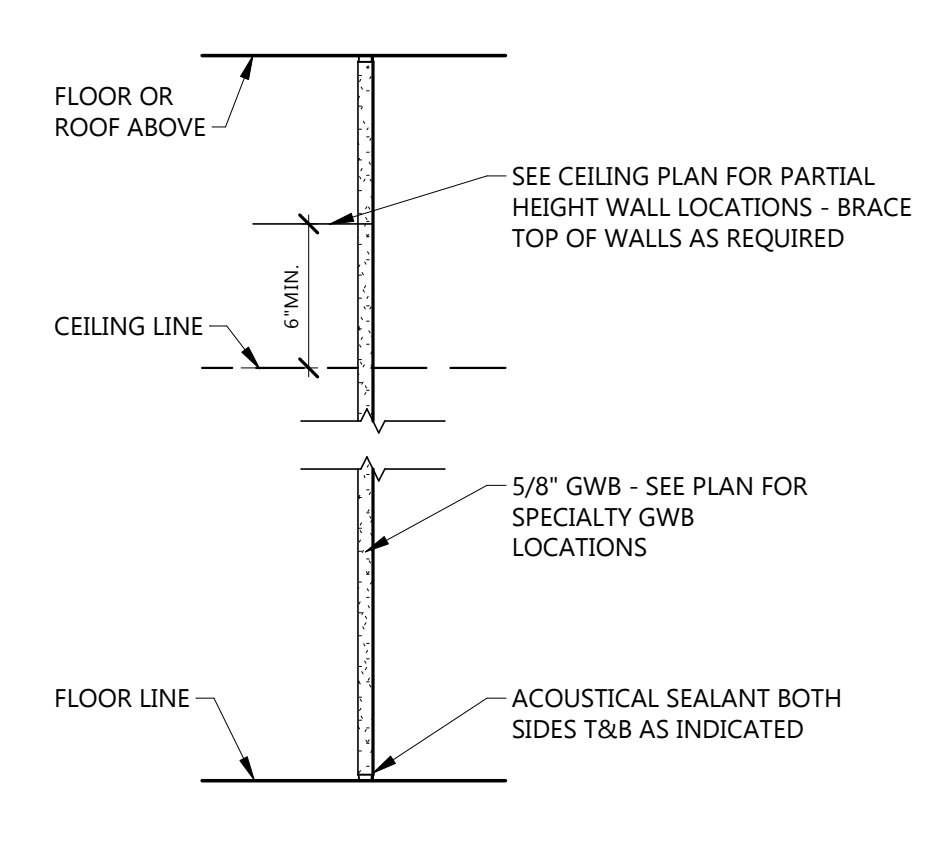 FLOOR OR
ROOF ABOVE
SEE CEILING PLAN FOR PARTIAL
HEIGHT WALL LOCATIONS - BRACE
TOP OF WALLS AS REQUIRED
6"MIN.
CEILING LINE
5/8" GWB - SEE PLAN FOR
SPECIALTY GWB
LOCATIONS
FLOOR LINE
ACOUSTICAL SEALANT BOTH
SIDES T&B AS INDICATED